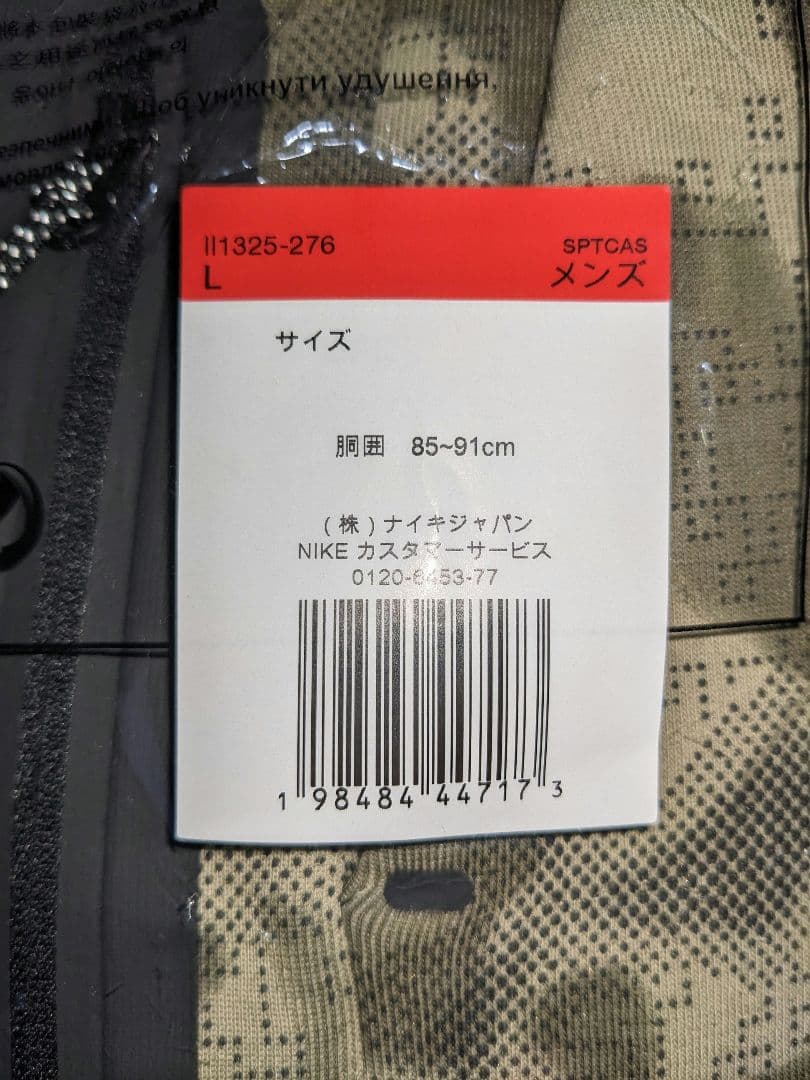 щоб уникнути удушення,
II1325-276
SPTCAS
L
メンズ
サイズ
胴囲 85~91cm
(株)ナイキジャパン
NIKE カスタマーサービス
0120-6453-77
1 98484 44717 3